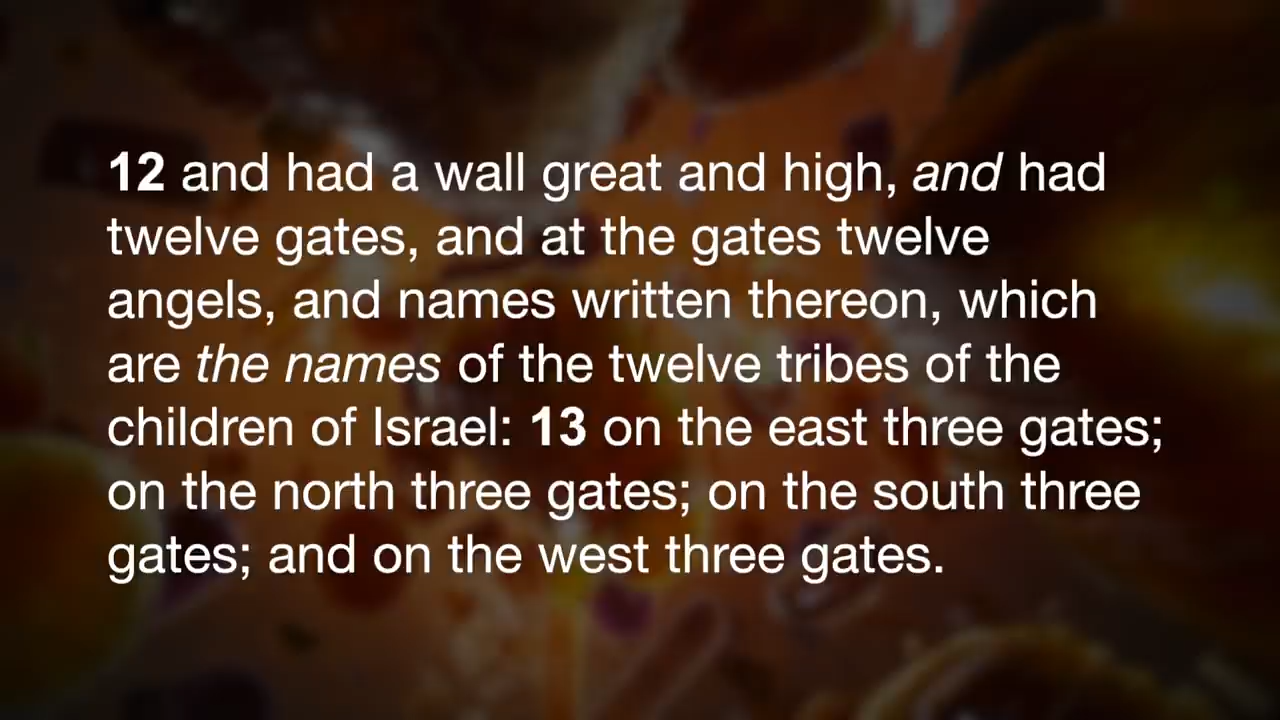 12 and had a wall great and high, and had
twelve gates, and at the gates twelve
angels, and names written thereon, which
are the names of the twelve tribes of the
children of Israel: 13 on the east three gates;
on the north three gates; on the south three
gates; and on the west three gates.